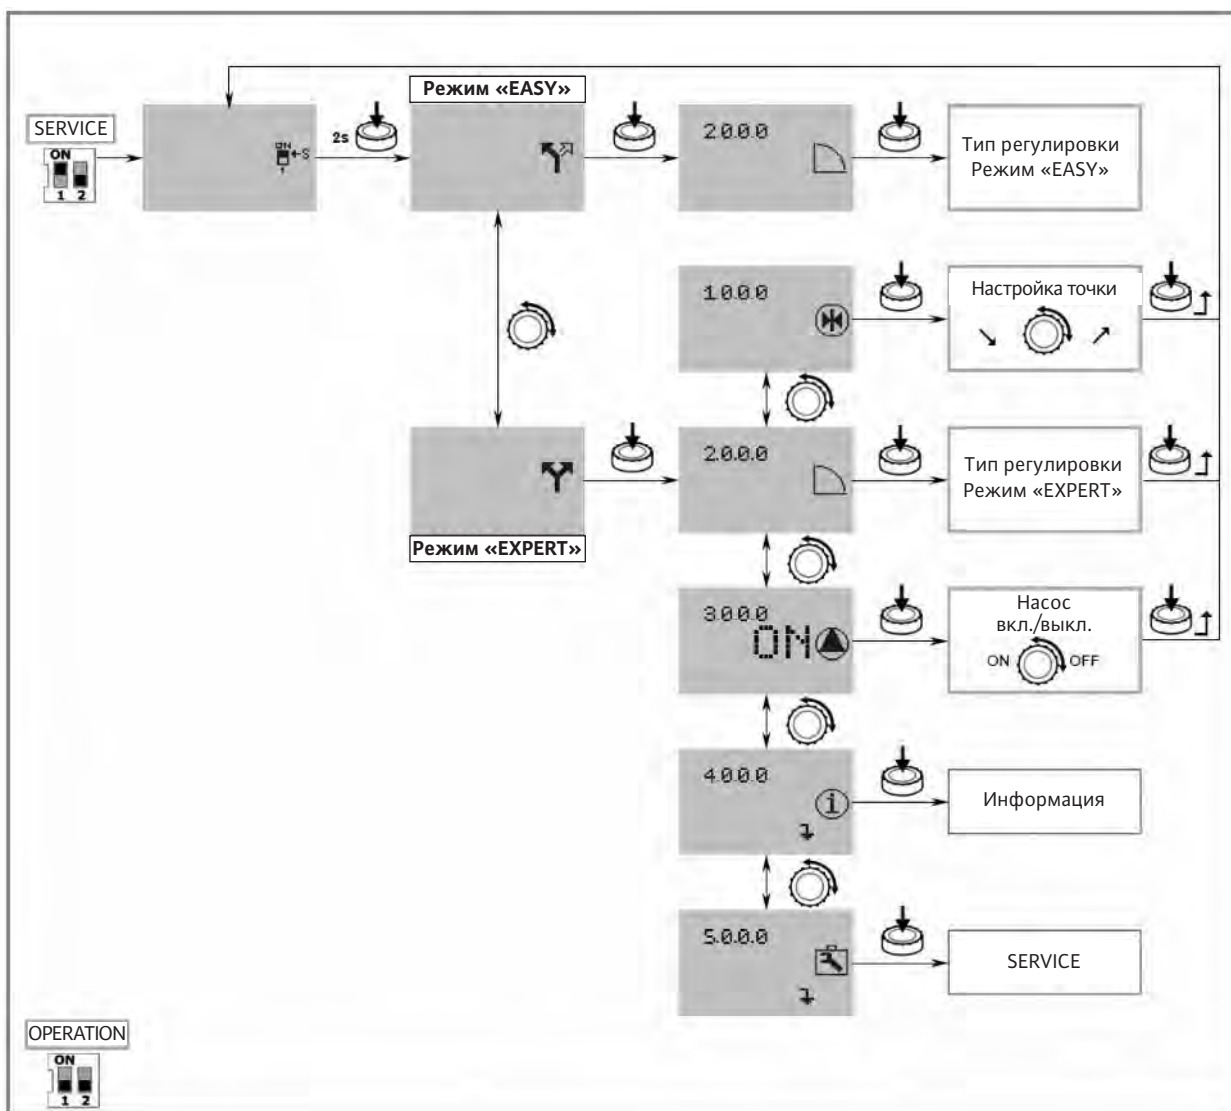 Режим «EASY»
SERVICE
ON
1 2
ON
←S
1
2s
2.0.0.0
Тип регулировки
Режим «EASY»
1.0.0.0
Настройка точки
Режим «EXPERT»
2.0.0.0
Тип регулировки
Режим «EXPERT»
3.0.0.0
ON
Насос
вкл./выкл.
ON OFF
4.0.0.0
i
Информация
5.0.0.0
SERVICE
OPERATION
ON
1 2